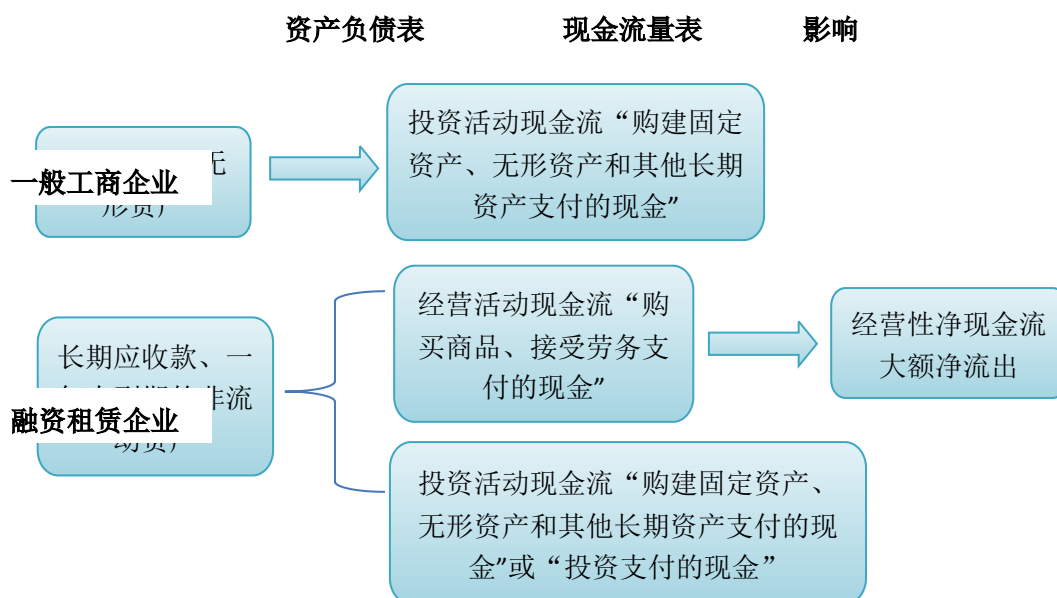 资产负债表 现金流量表 影响
投资活动现金流“购建固定
资产、无形资产和其他长期
资产支付的现金”
无
一般工商企业
形资产
经营活动现金流“购
买商品、接受劳务支
付的现金”
经营性净现金流
大额净流出
长期应收款、一
非流
融资租赁企业
投资活动现金流“购建固定资产、
无形资产和其他长期资产支付的现
金”或“投资支付的现金”